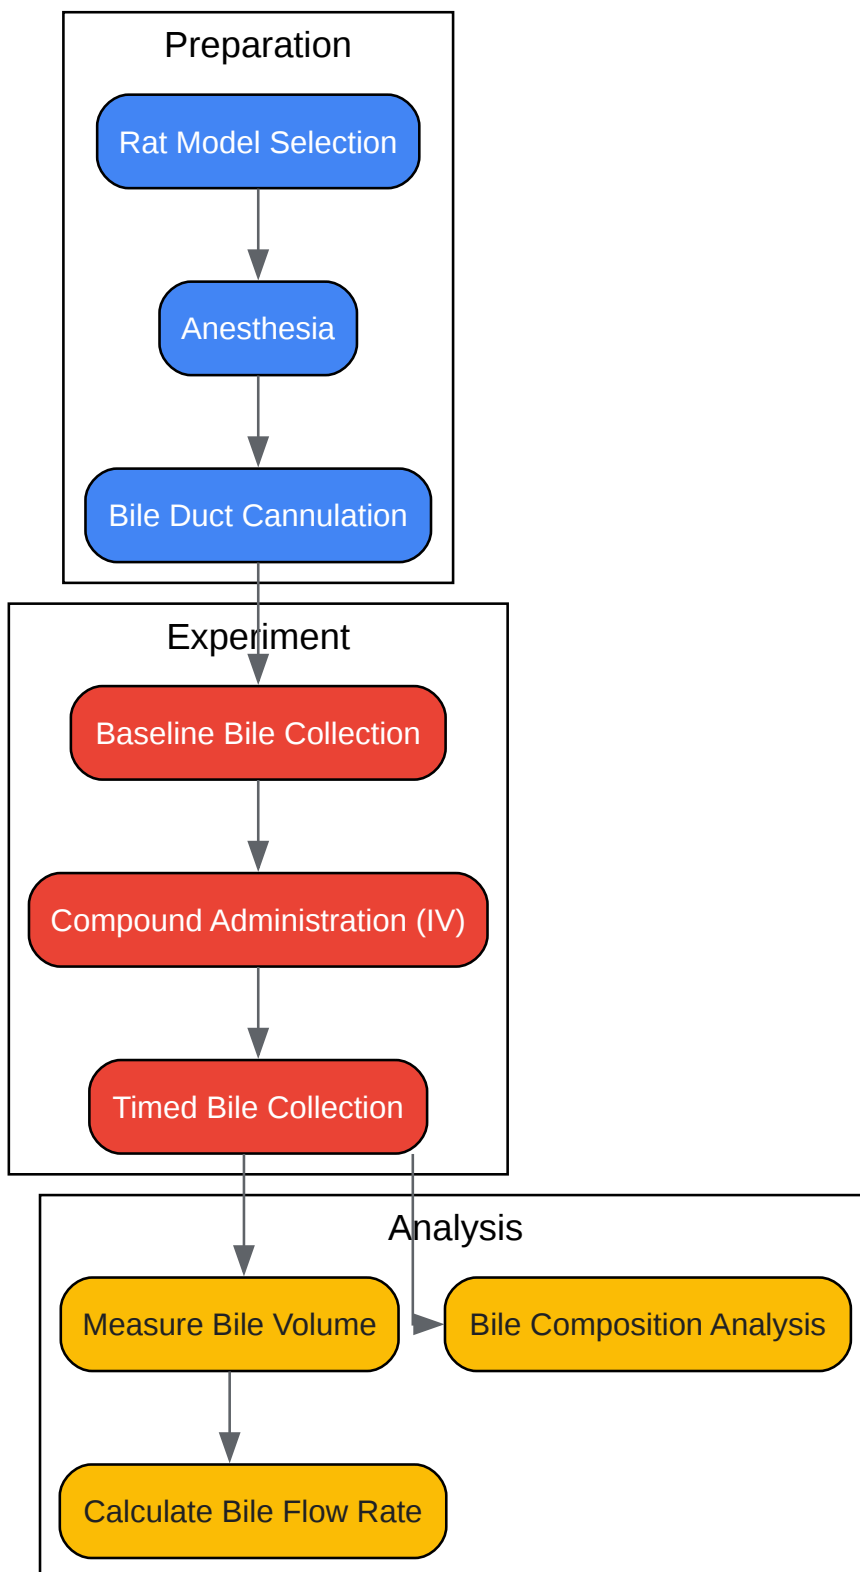 Preparation
Rat Model Selection
Anesthesia
Bile Duct Cannulation
Experiment
Baseline Bile Collection
Compound Administration (IV)
Timed Bile Collection
Analysis
Measure Bile Volume
Bile Composition Analysis
Calculate Bile Flow Rate